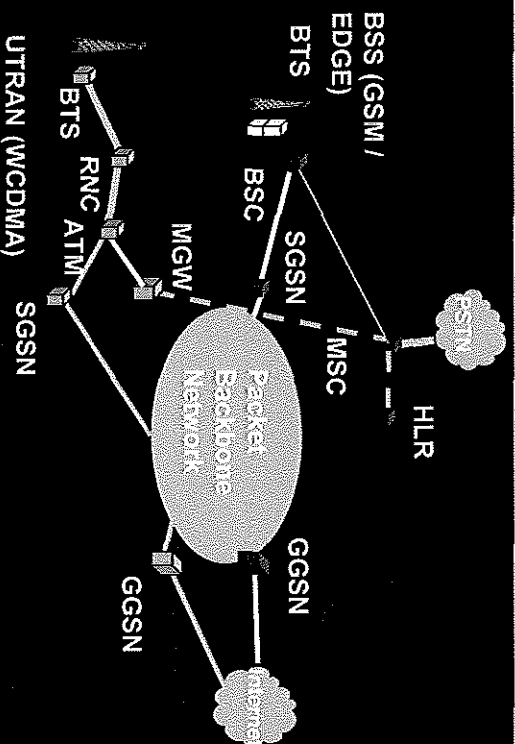 PSTN
HLR
BSS (GSM /
EDGE)
MSC
BTS
SGSN
GGSN
BSC
Packet
Backbone
Network
Internet
MGW
GGSN
BTS
RNC
ATM
SGSN
UTRAN (WCDMA)